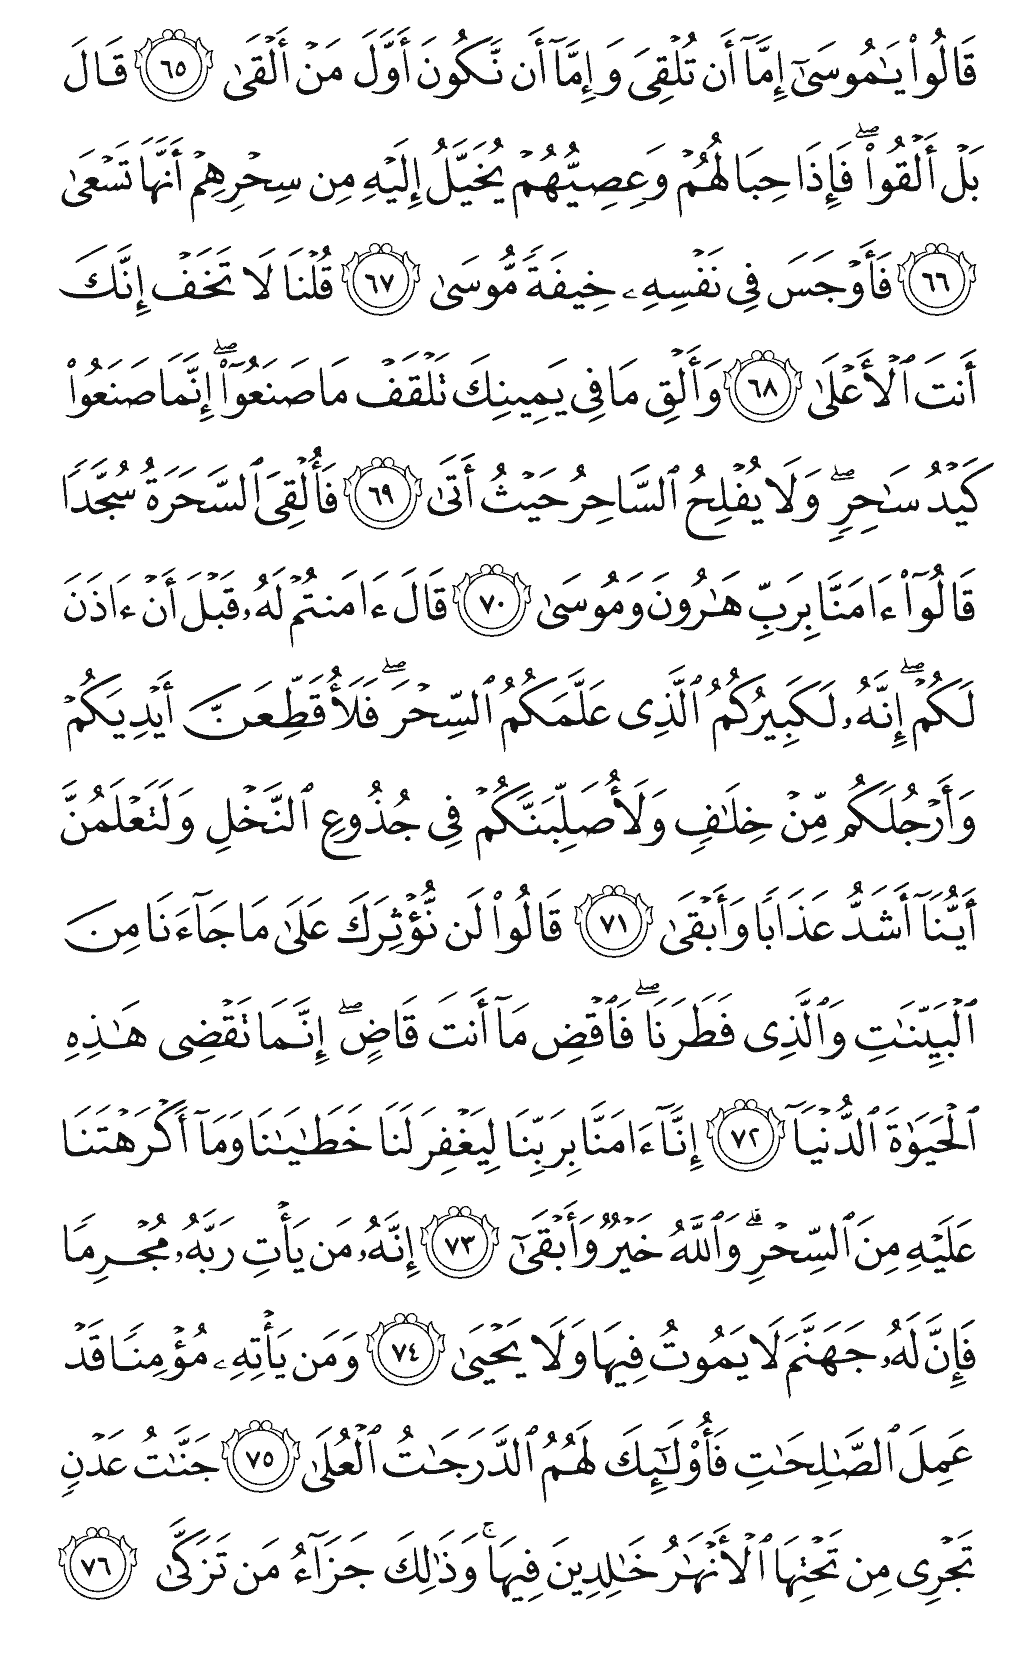 قَالُوا۟ يَـٰمُوسَىٰٓ إِمَّآ أَن تُلْقِىَ وَإِمَّآ أَن نَّكُونَ أَوَّلَ مَنْ أَلْقَىٰ ٦٥ قَالَ
بَلْ أَلْقُوا۟ ۖ فَإِذَا حِبَالُهُمْ وَعِصِيُّهُمْ يُخَيَّلُ إِلَيْهِ مِن سِحْرِهِمْ أَنَّهَا تَسْعَىٰ
٦٦ فَأَوْجَسَ فِى نَفْسِهِۦ خِيفَةً مُّوسَىٰ ٦٧ قُلْنَا لَا تَخَفْ إِنَّكَ
أَنتَ ٱلْأَعْلَىٰ ٦٨ وَأَلْقِ مَا فِى يَمِينِكَ تَلْقَفْ مَا صَنَعُوٓا۟ ۖ إِنَّمَا صَنَعُوا۟
كَيْدُ سَـٰحِرٍ ۖ وَلَا يُفْلِحُ ٱلسَّاحِرُ حَيْثُ أَتَىٰ ٦٩ فَأُلْقِىَ ٱلسَّحَرَةُ سُجَّدًا
قَالُوٓا۟ ءَامَنَّا بِرَبِّ هَـٰرُونَ وَمُوسَىٰ ٧٠ قَالَ ءَامَنتُمْ لَهُۥ قَبْلَ أَنْ ءَاذَنَ
لَكُمْ ۖ إِنَّهُۥ لَكَبِيرُكُمُ ٱلَّذِى عَلَّمَكُمُ ٱلسِّحْرَ ۖ فَلَأُقَطِّعَنَّ أَيْدِيَكُمْ
وَأَرْجُلَكُم مِّنْ خِلَـٰفٍ وَلَأُصَلِّبَنَّكُمْ فِى جُذُوعِ ٱلنَّخْلِ وَلَتَعْلَمُنَّ
أَيُّنَآ أَشَدُّ عَذَابًا وَأَبْقَىٰ ٧١ قَالُوا۟ لَن نُّؤْثِرَكَ عَلَىٰ مَا جَآءَنَا مِنَ
ٱلْبَيِّنَـٰتِ وَٱلَّذِى فَطَرَنَا ۖ فَٱقْضِ مَآ أَنتَ قَاضٍ ۖ إِنَّمَا تَقْضِى هَـٰذِهِ
ٱلْحَيَوٰةَ ٱلدُّنْيَآ ٧٢ إِنَّآ ءَامَنَّا بِرَبِّنَا لِيَغْفِرَ لَنَا خَطَـٰيَـٰنَا وَمَآ أَكْرَهْتَنَا
عَلَيْهِ مِنَ ٱلسِّحْرِ ۗ وَٱللَّهُ خَيْرٌ وَأَبْقَىٰٓ ٧٣ إِنَّهُۥ مَن يَأْتِ رَبَّهُۥ مُجْرِمًا
فَإِنَّ لَهُۥ جَهَنَّمَ لَا يَمُوتُ فِيهَا وَلَا يَحْيَىٰ ٧٤ وَمَن يَأْتِهِۦ مُؤْمِنًا قَدْ
عَمِلَ ٱلصَّـٰلِحَـٰتِ فَأُو۟لَـٰٓئِكَ لَهُمُ ٱلدَّرَجَـٰتُ ٱلْعُلَىٰ ٧٥ جَنَّـٰتُ عَدْنٍ
تَجْرِى مِن تَحْتِهَا ٱلْأَنْهَـٰرُ خَـٰلِدِينَ فِيهَا ۚ وَذَٰلِكَ جَزَآءُ مَن تَزَكَّىٰ ٧٦